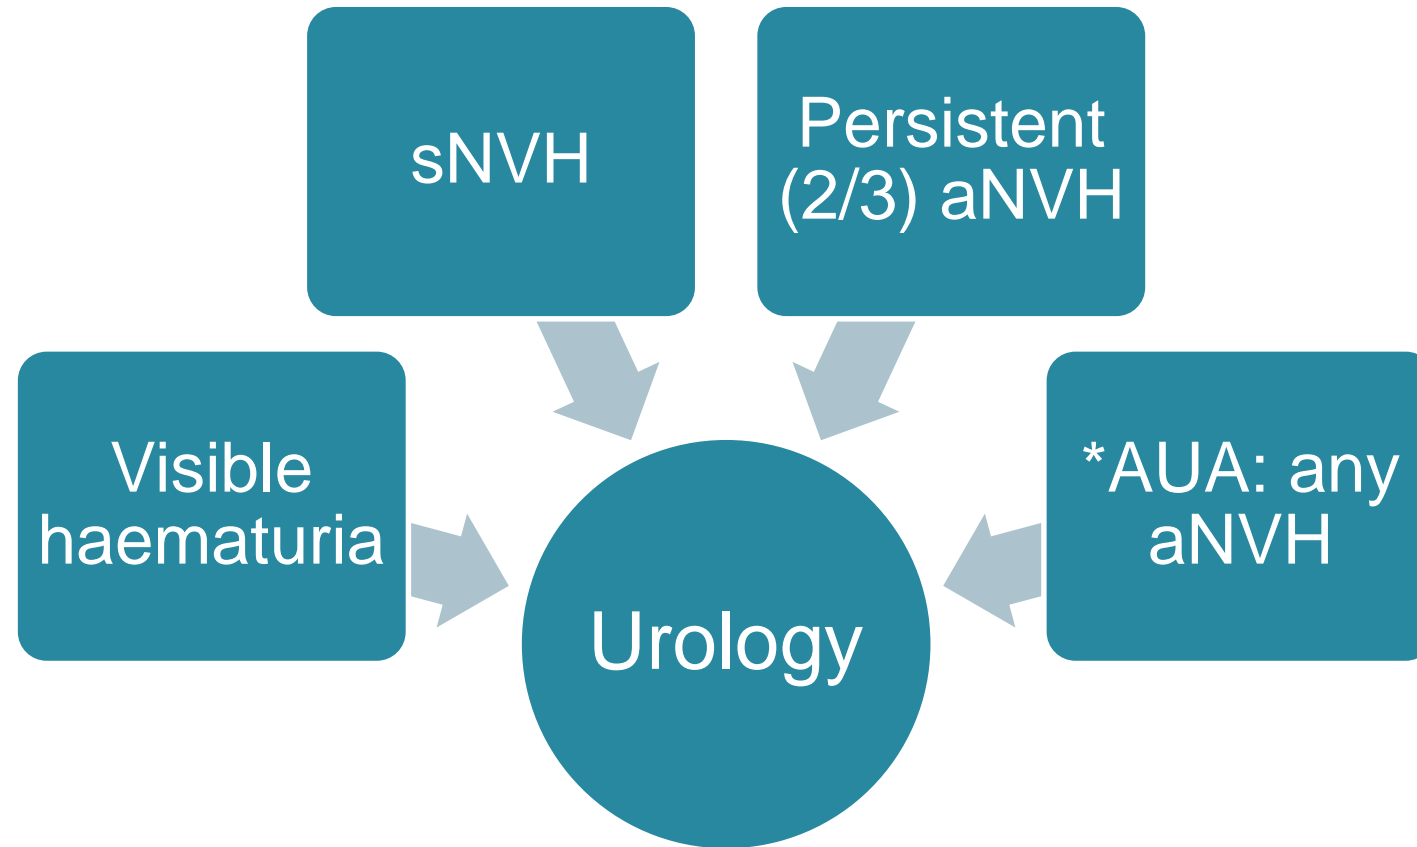 sNVH
Persistent
(2/3) aNVH
Visible
haematuria
*AUA: any
aNVH
Urology